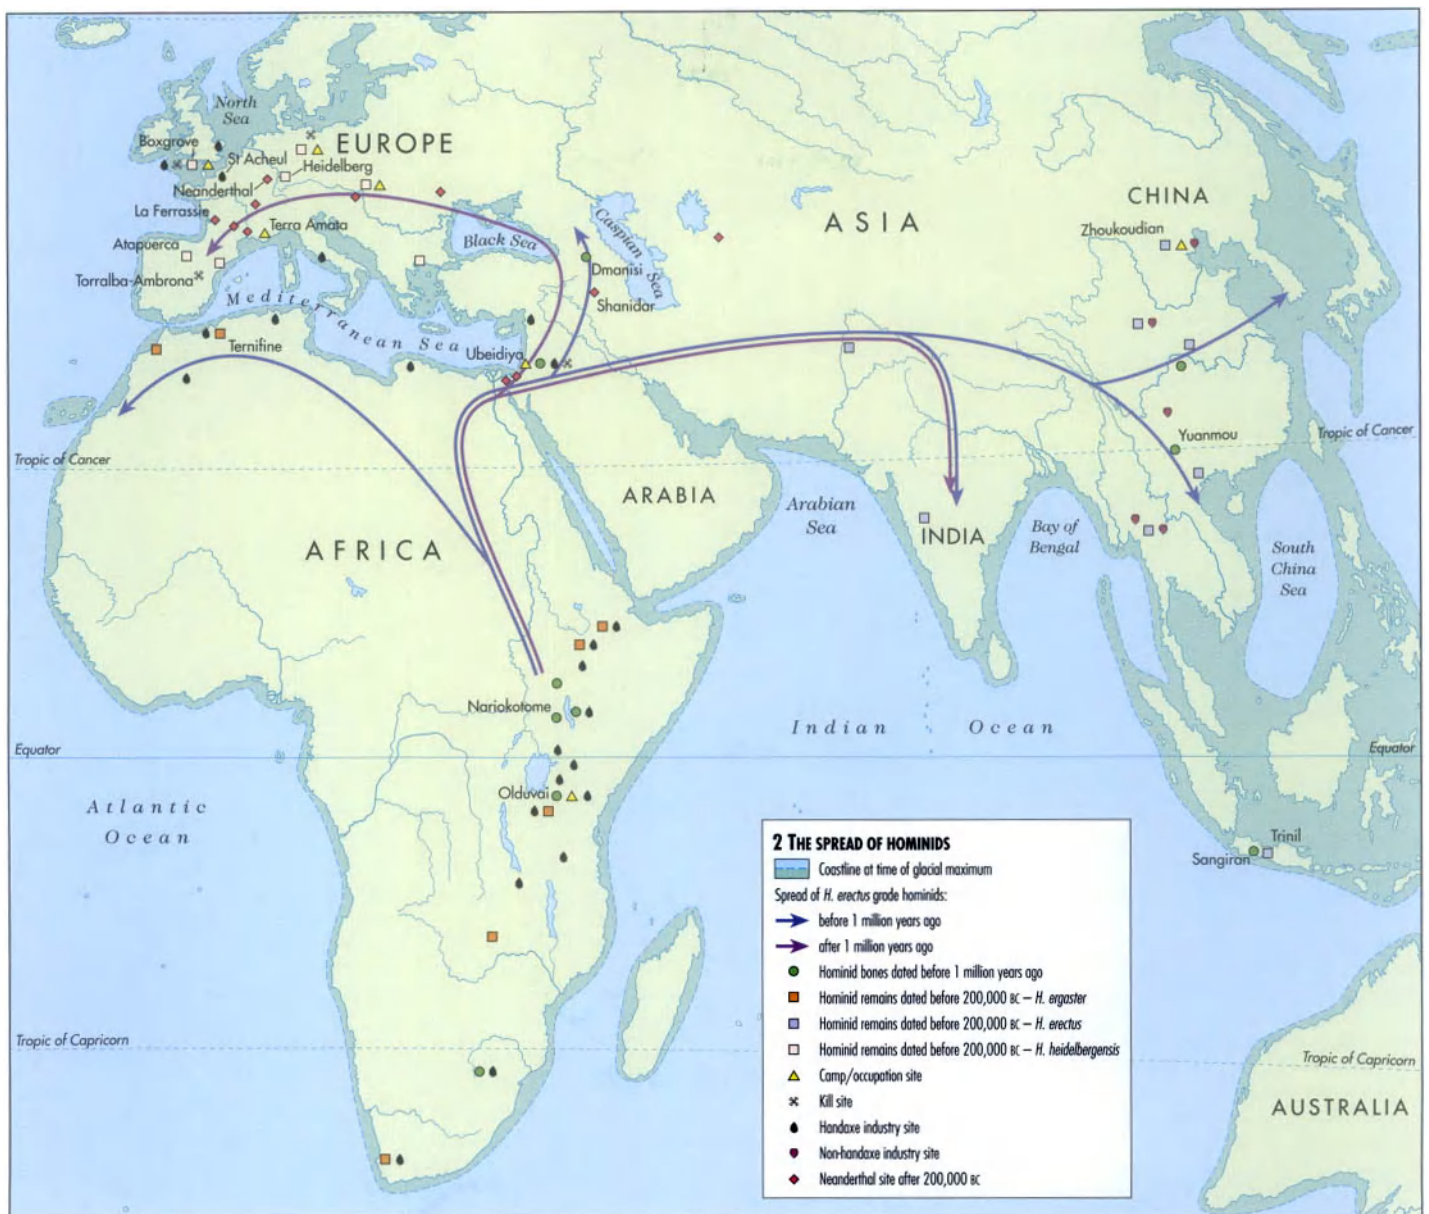 North
Sea
Boxgrove
EUROPE
St Acheul
Heidelberg
Neanderthal
La Ferrassie
Terra Amata
Atapuerca
Torralba-Ambrona
Black Sea
Caspian Sea
Dmanisi
Shanidar
Mediterranean Sea
Ternifine
Ubeidiya
ASIA
CHINA
Zhoukoudian
Yuanmou
Tropic of Cancer
Tropic of Cancer
ARABIA
Arabian
Sea
INDIA
Bay of
Bengal
South
China
Sea
AFRICA
Nariokotome
Indian Ocean
Equator
Equator
Olduvai
Atlantic
Ocean
Trinil
Sangiran
Tropic of Capricorn
Tropic of Capricorn
AUSTRALIA
2 THE SPREAD OF HOMINIDS
Coastline at time of glacial maximum
Spread of H. erectus grade hominids:
before 1 million years ago
after 1 million years ago
Hominid bones dated before 1 million years ago
Hominid remains dated before 200,000 BC – H. ergaster
Hominid remains dated before 200,000 BC – H. erectus
Hominid remains dated before 200,000 BC – H. heidelbergensis
Camp/occupation site
Kill site
Handaxe industry site
Non-handaxe industry site
Neanderthal site after 200,000 BC